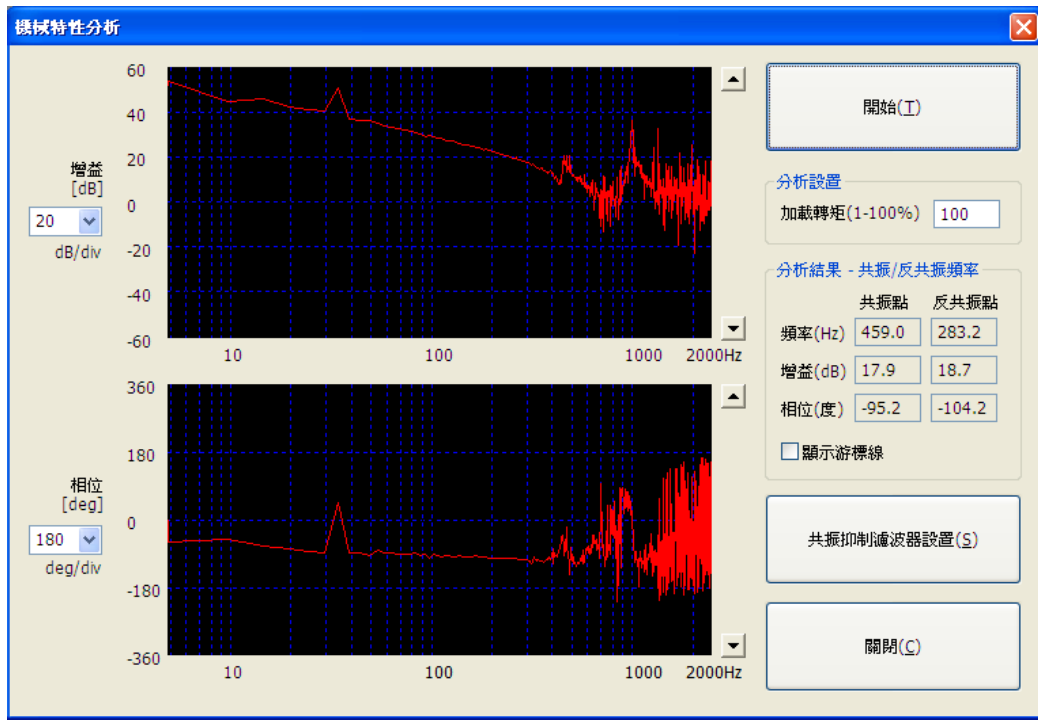 機械特性分析
60
40
20
0
-20
-40
-60
增益
[dB]
20
dB/div
10
100
1000
2000Hz
360
180
0
-180
-360
相位
[deg]
180
deg/div
10
100
1000
2000Hz
開始(T)
分析設置
加載轉矩(1-100%) 100
分析結果 - 共振/反共振頻率
共振點 反共振點
頻率(Hz) 459.0 283.2
增益(dB) 17.9 18.7
相位(度) -95.2 -104.2
顯示游標線
共振抑制濾波器設置(S)
關閉(C)